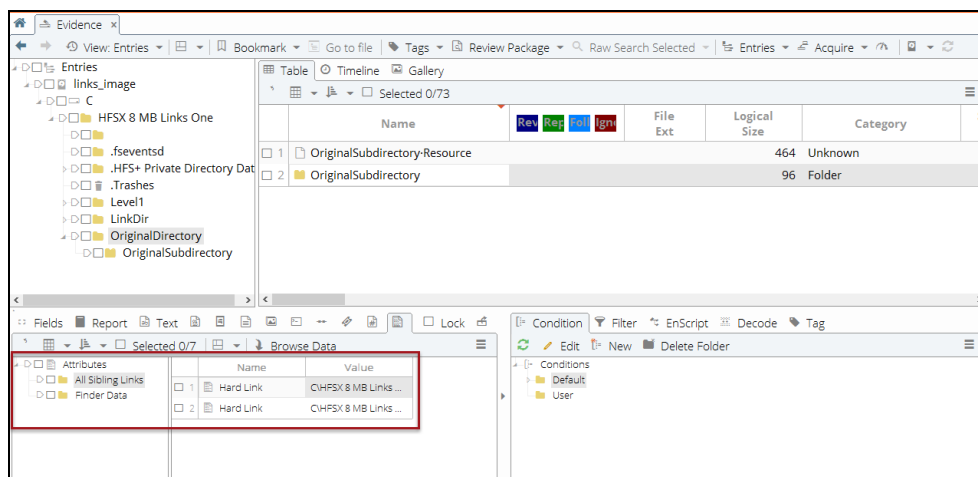 Evidence ×
View: Entries Bookmark Go to file Tags Review Package Raw Search Selected Entries Acquire
Entries
links_image
C
HFSX 8 MB Links One
.fseventsd
.HFS+ Private Directory Dat
.Trashes
Level1
LinkDir
OriginalDirectory
OriginalSubdirectory
Table Timeline Gallery
Selected 0/73
Name Rev Rep Foll Igno File Ext Logical Size Category
1 OriginalSubdirectory·Resource 464 Unknown
2 OriginalSubdirectory 96 Folder
Fields Report Text Lock
Selected 0/7 Browse Data
Attributes
All Sibling Links
Finder Data
Name Value
1 Hard Link C\HFSX 8 MB Links ...
2 Hard Link C\HFSX 8 MB Links ...
Condition Filter EnScript Decode Tag
Edit New Delete Folder
Conditions
Default
User